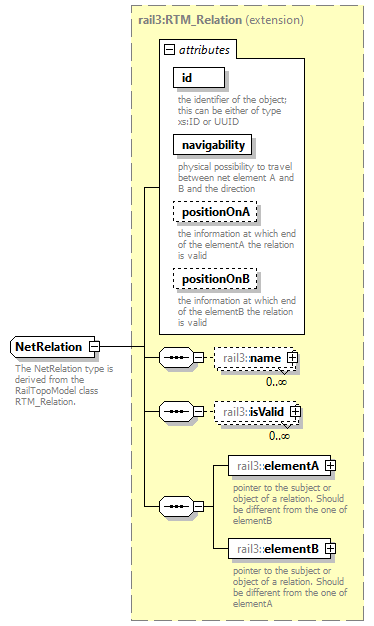 rail3:RTM_Relation (extension)
attributes
id
the identifier of the object;
this can be either of type
xs:ID or UUID
navigability
physical possibility to travel
between net element A and
B and the direction
positionOnA
the information at which end
of the elementA the relation
is valid
positionOnB
the information at which end
of the elementB the relation
is valid
NetRelation
The NetRelation type is
derived from the
RailTopoModel class
RTM_Relation.
rail3::name
0..∞
rail3::isValid
0..∞
rail3::elementA
pointer to the subject or
object of a relation. Should
be different from the one of
elementB
rail3::elementB
pointer to the subject or
object of a relation. Should
be different from the one of
elementA